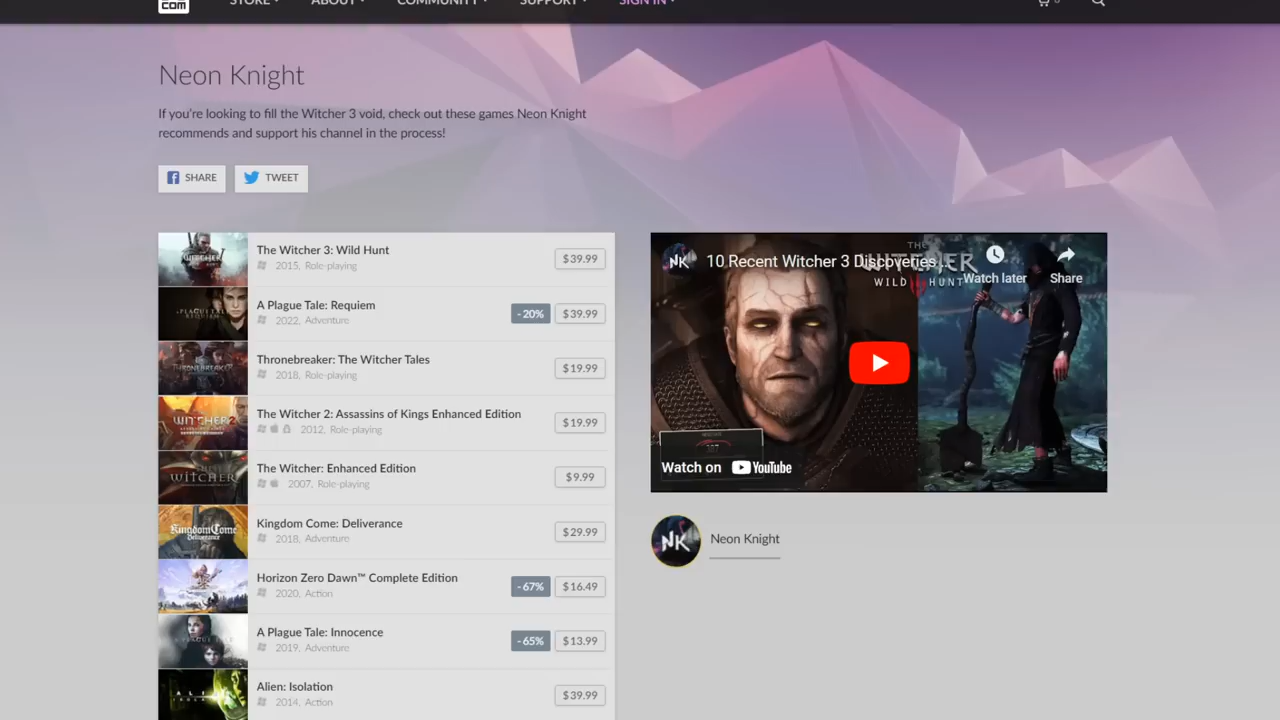 COM
STORE
ABOUT
COMMUNITY
SUPPORT
SIGN IN
0
Neon Knight
If you're looking to fill the Witcher 3 void, check out these games Neon Knight
recommends and support his channel in the process!
SHARE
TWEET
The Witcher 3: Wild Hunt
2015, Role-playing
$39.99
A Plague Tale: Requiem
2022, Adventure
-20%
$39.99
Thronebreaker: The Witcher Tales
2018, Role-playing
$19.99
The Witcher 2: Assassins of Kings Enhanced Edition
2012, Role-playing
$19.99
The Witcher: Enhanced Edition
2007, Role-playing
$9.99
Kingdom Come: Deliverance
2018, Adventure
$29.99
Horizon Zero Dawn™ Complete Edition
2020, Action
-67%
$16.49
A Plague Tale: Innocence
2019, Adventure
-65%
$13.99
Alien: Isolation
2014, Action
$39.99
NK
10 Recent Witcher 3 Discoveries...
THE
WITCHER
WILD HUNT
Watch later
Share
Watch on YouTube
NK
Neon Knight